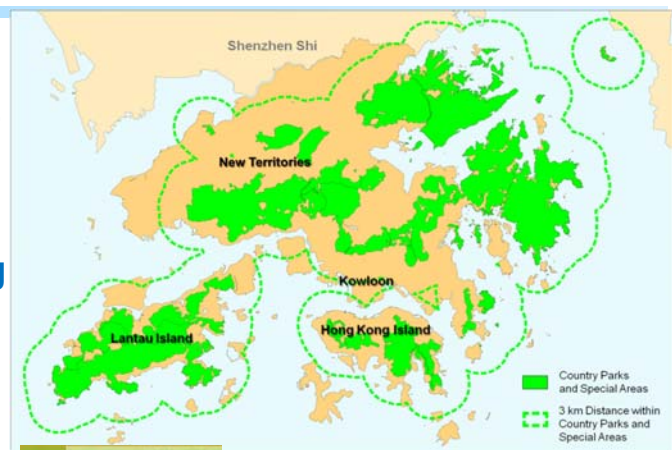 Shenzhen Shi
New Territories
Kowloon
Hong Kong Island
Lantau Island
Country Parks
and Special Areas
3 km Distance within
Country Parks and
Special Areas